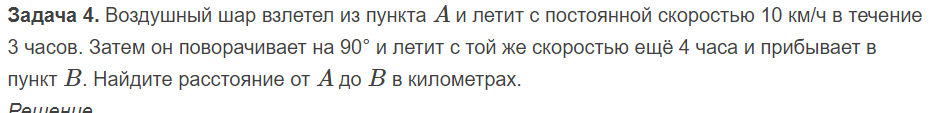 Задача 4. Воздушный шар взлетел из пункта A и летит с постоянной скоростью 10 км/ч в течение
3 часов. Затем он поворачивает на 90° и летит с той же скоростью ещё 4 часа и прибывает в
пункт B. Найдите расстояние от A до B в километрах.
Решение